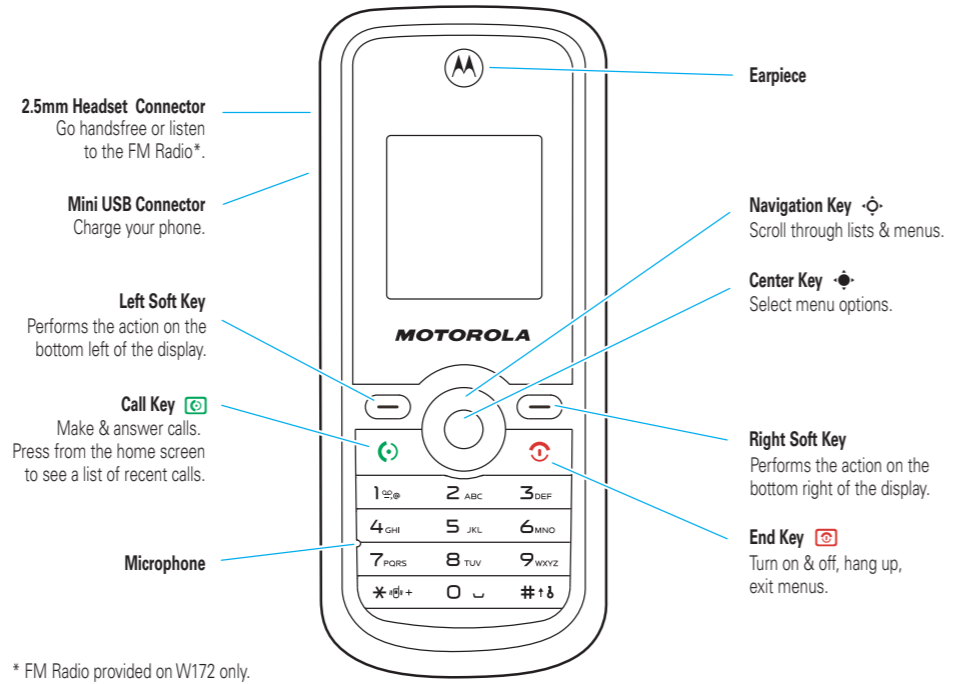 Earpiece
2.5mm Headset Connector
Go handsfree or listen
to the FM Radio*.
Mini USB Connector
Charge your phone.
Navigation Key
Scroll through lists & menus.
Center Key
Select menu options.
Left Soft Key
Performs the action on the
bottom left of the display.
MOTOROLA
Call Key
Make & answer calls.
Press from the home screen
to see a list of recent calls.
Right Soft Key
Performs the action on the
bottom right of the display.
End Key
Turn on & off, hang up,
exit menus.
Microphone
1 @ 2 ABC 3 DEF
4 GHI 5 JKL 6 MNO
7 PQRS 8 TUV 9 WXYZ
* + 0 #
* FM Radio provided on W172 only.